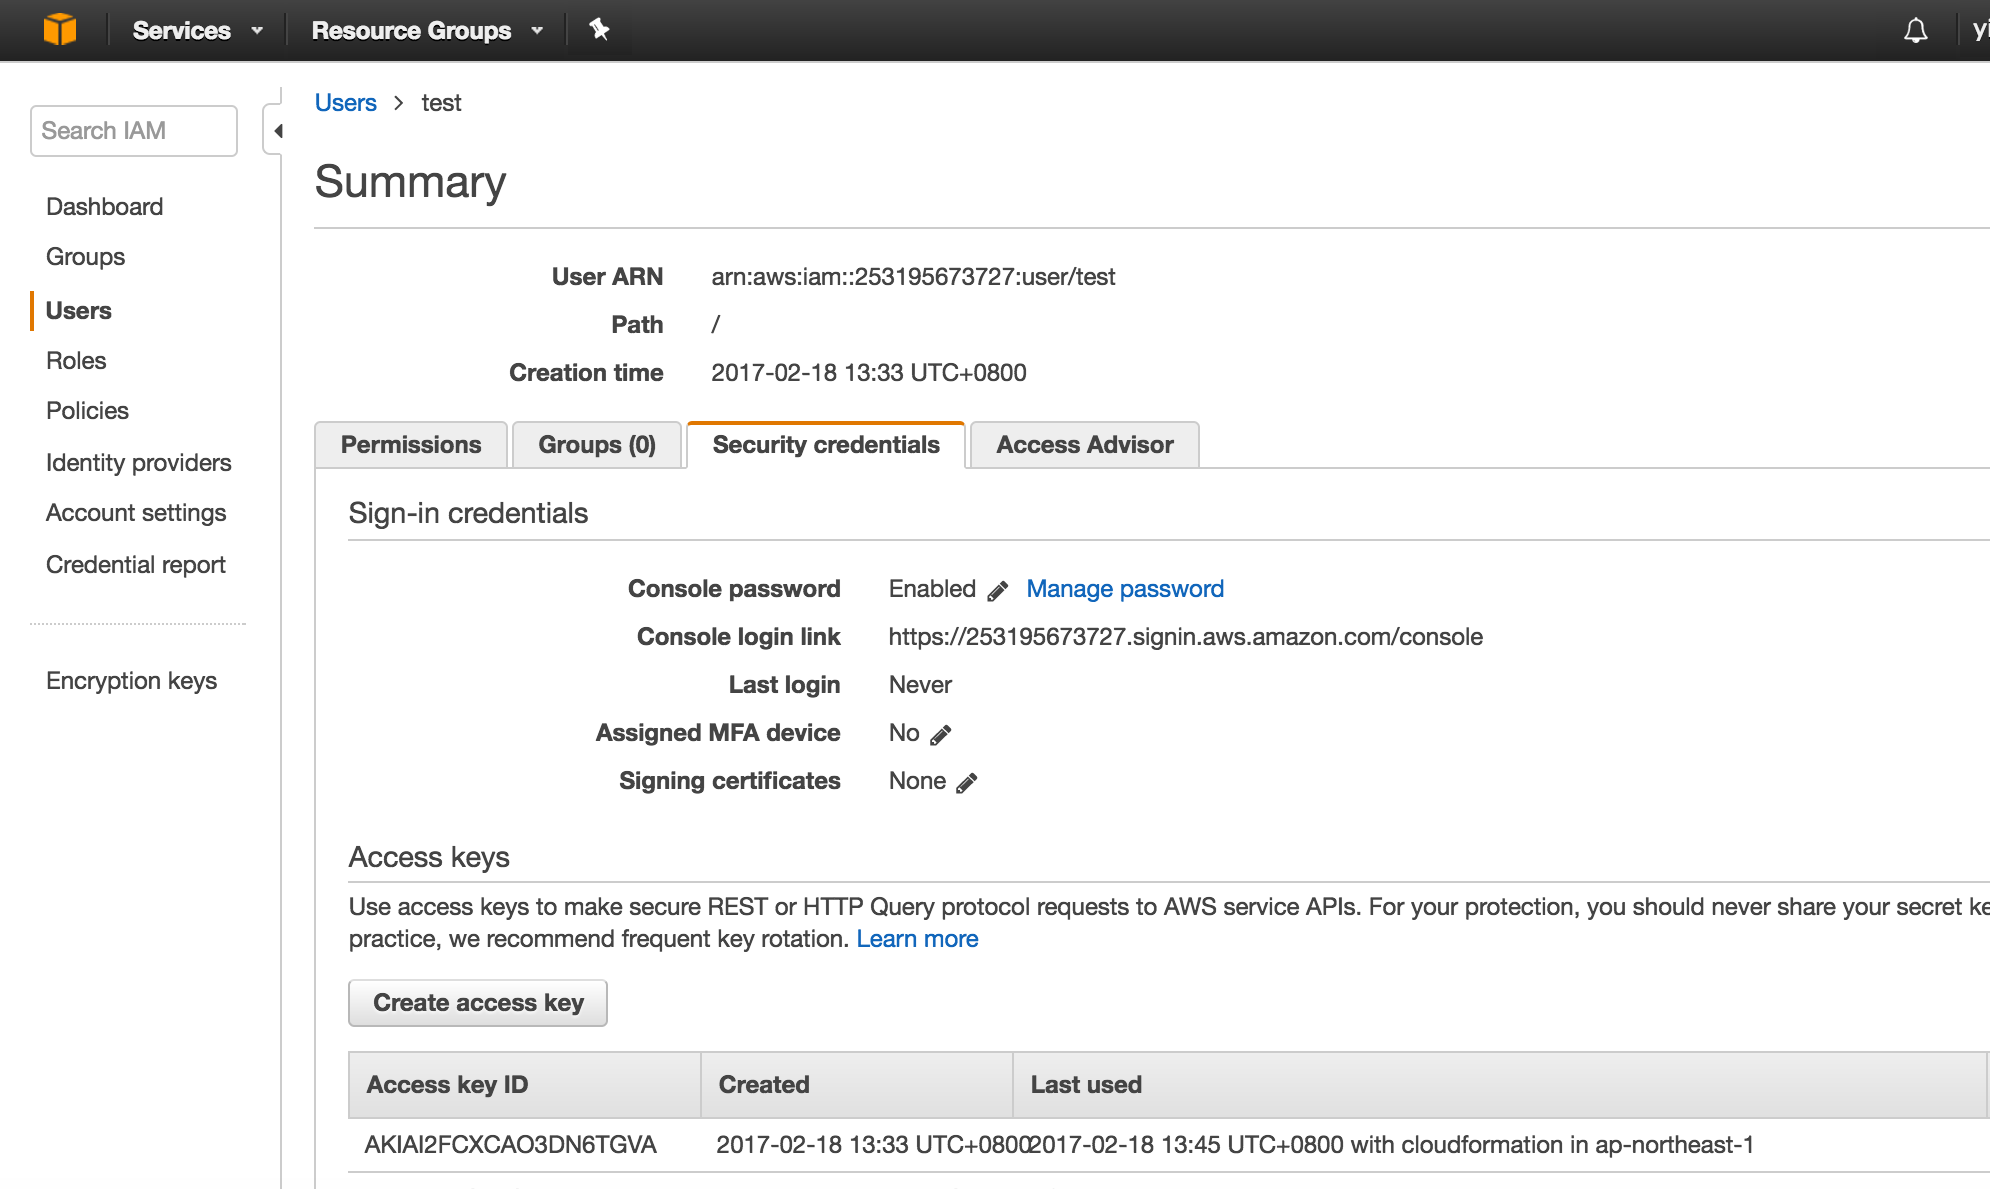 Services
Resource Groups
yi
Search IAM
Dashboard
Groups
Users
Roles
Policies
Identity providers
Account settings
Credential report
Encryption keys
Users > test
Summary
User ARN arn:aws:iam::253195673727:user/test
Path /
Creation time 2017-02-18 13:33 UTC+0800
Permissions Groups (0) Security credentials Access Advisor
Sign-in credentials
Console password Enabled Manage password
Console login link https://253195673727.signin.aws.amazon.com/console
Last login Never
Assigned MFA device No
Signing certificates None
Access keys
Use access keys to make secure REST or HTTP Query protocol requests to AWS service APIs. For your protection, you should never share your secret ke
practice, we recommend frequent key rotation. Learn more
Create access key
Access key ID Created Last used
AKIAI2FCXCAO3DN6TGVA 2017-02-18 13:33 UTC+0800 2017-02-18 13:45 UTC+0800 with cloudformation in ap-northeast-1